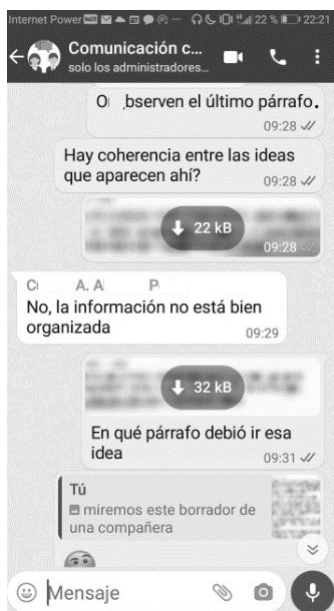 Internet Power 22 % 22:21
Comunicación c...
solo los administradores...
bserven el último párrafo.
09:28
Hay coherencia entre las ideas
que aparecen ahí?
09:28
22 kB
09:28
A. A P
No, la información no está bien
organizada
09:29
32 kB
En qué párrafo debió ir esa
idea
09:31
Tú
miremos este borrador de
una compañera
Mensaje